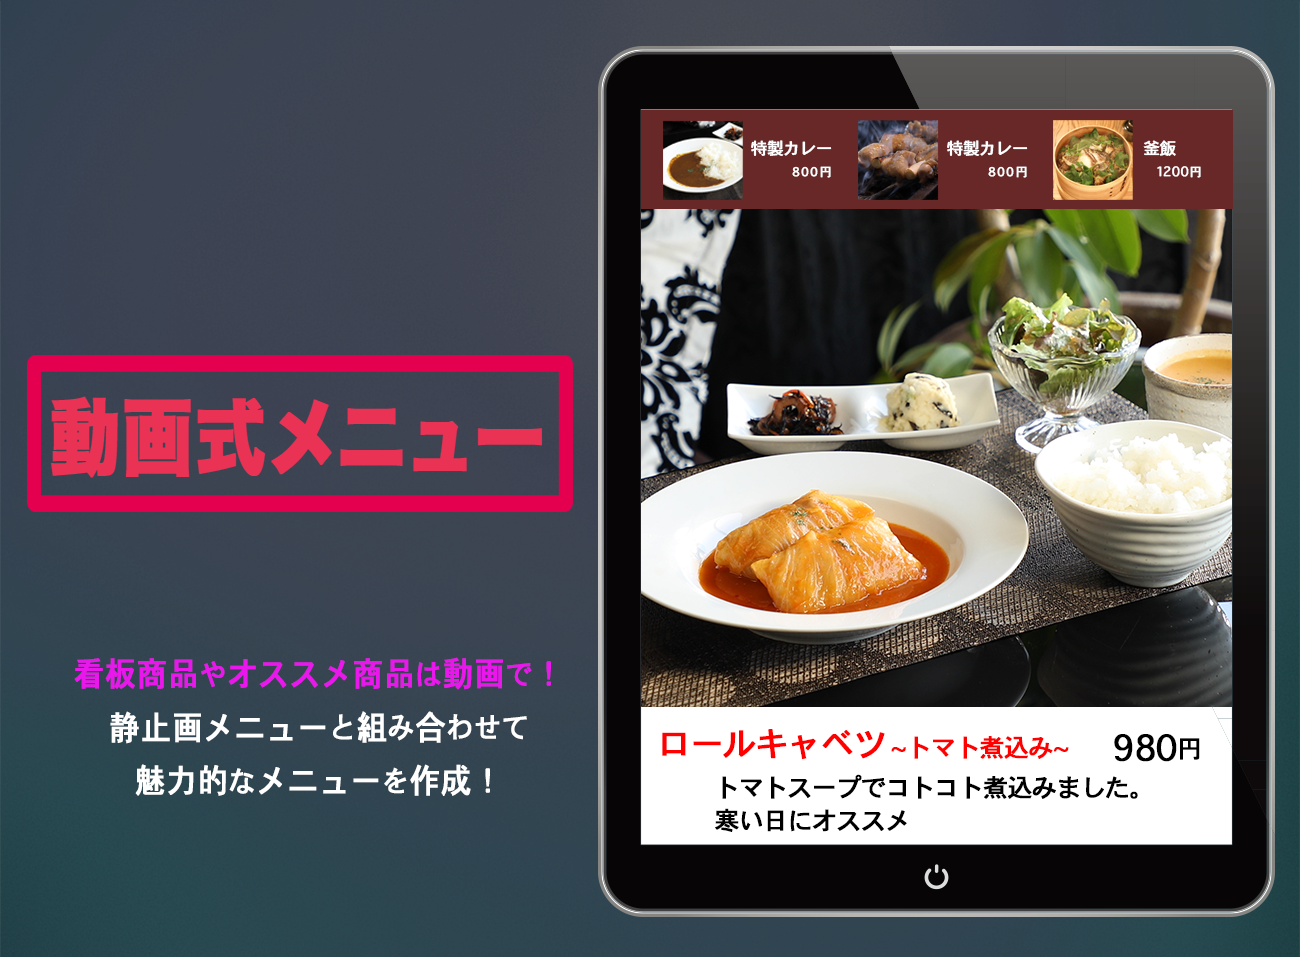 動画式メニュー
看板商品やオススメ商品は動画で！
静止画メニューと組み合わせて
魅力的なメニューを作成！
特製カレー
800円
特製カレー
800円
釜飯
1200円
ロールキャベツ ~トマト煮込み~ 980円
トマトスープでコトコト煮込みました。
寒い日にオススメ